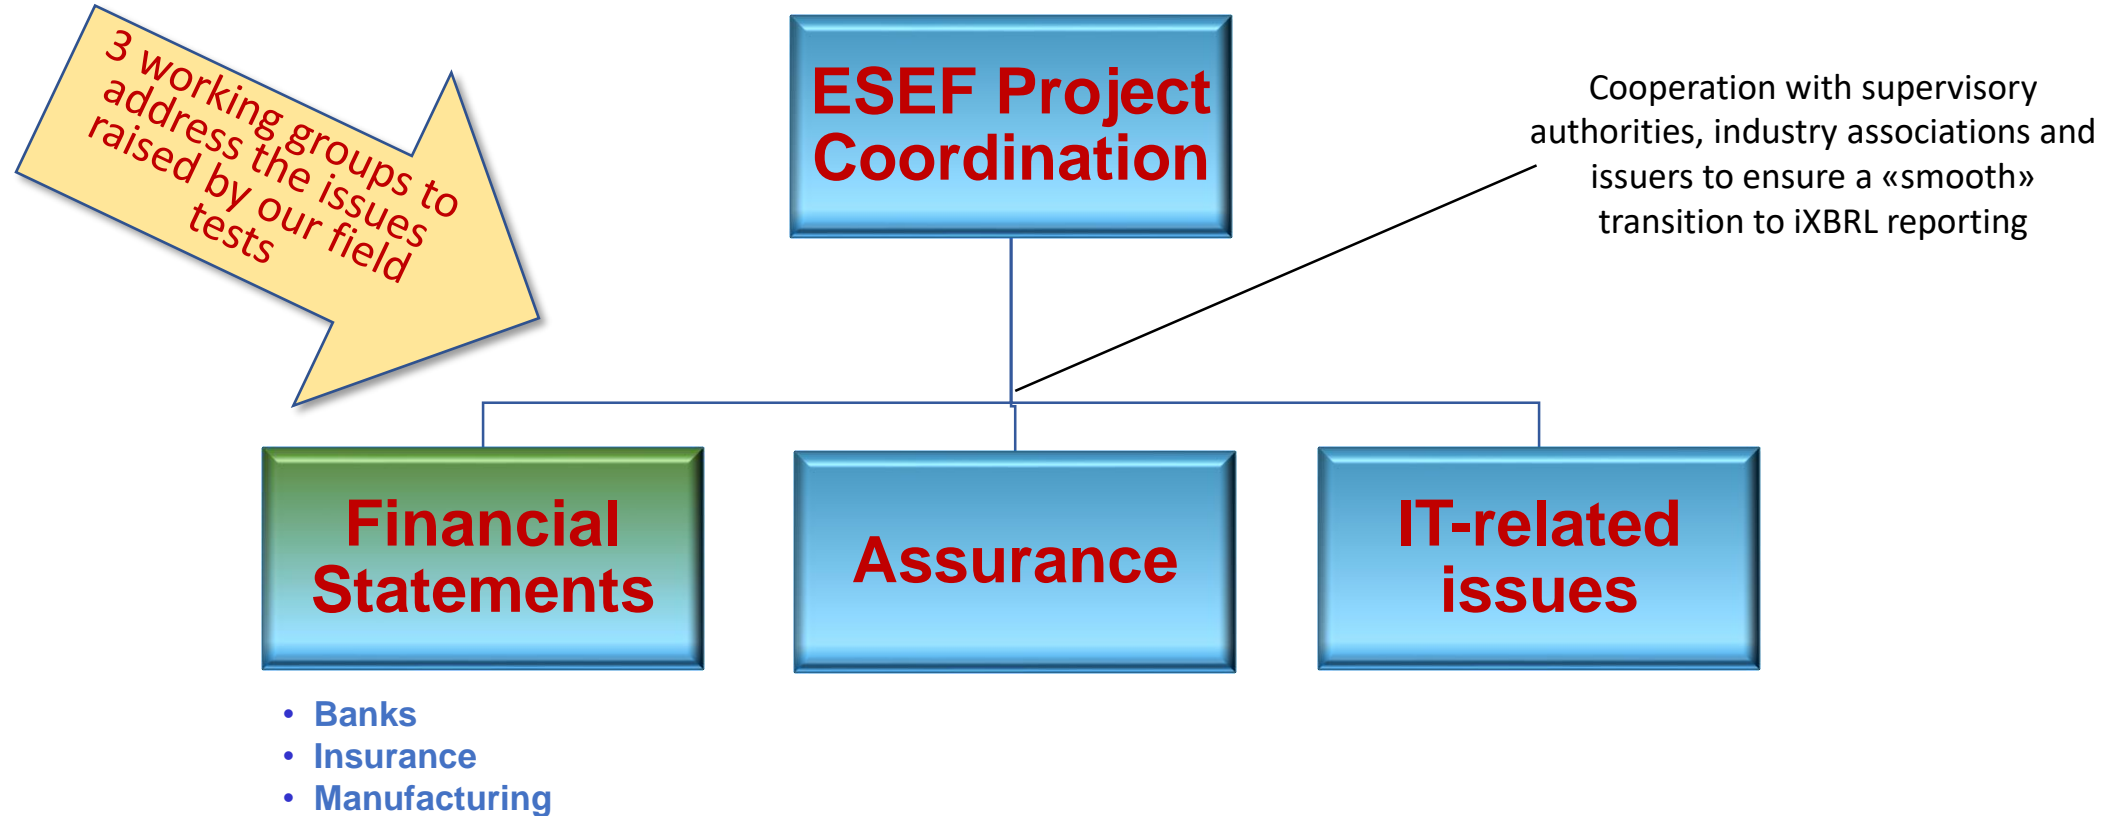 3 working groups to
address the issues
raised by our field
tests
ESEF Project
Coordination
Cooperation with supervisory
authorities, industry associations and
issuers to ensure a «smooth»
transition to iXBRL reporting
Financial
Statements
Assurance
IT-related
issues
• Banks
• Insurance
• Manufacturing